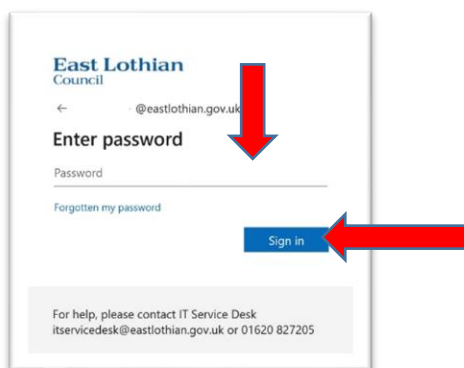 East Lothian
Council
@eastlothian.gov.uk
Enter password
Password
Forgotten my password
Sign in
For help, please contact IT Service Desk
itservicedesk@eastlothian.gov.uk or 01620 827205